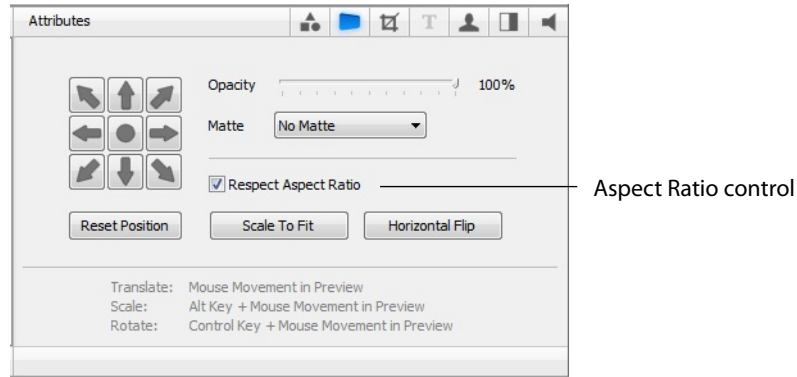 Attributes
T
Opacity 100%
Matte No Matte
Respect Aspect Ratio
Aspect Ratio control
Reset Position Scale To Fit Horizontal Flip
Translate: Mouse Movement in Preview
Scale: Alt Key + Mouse Movement in Preview
Rotate: Control Key + Mouse Movement in Preview